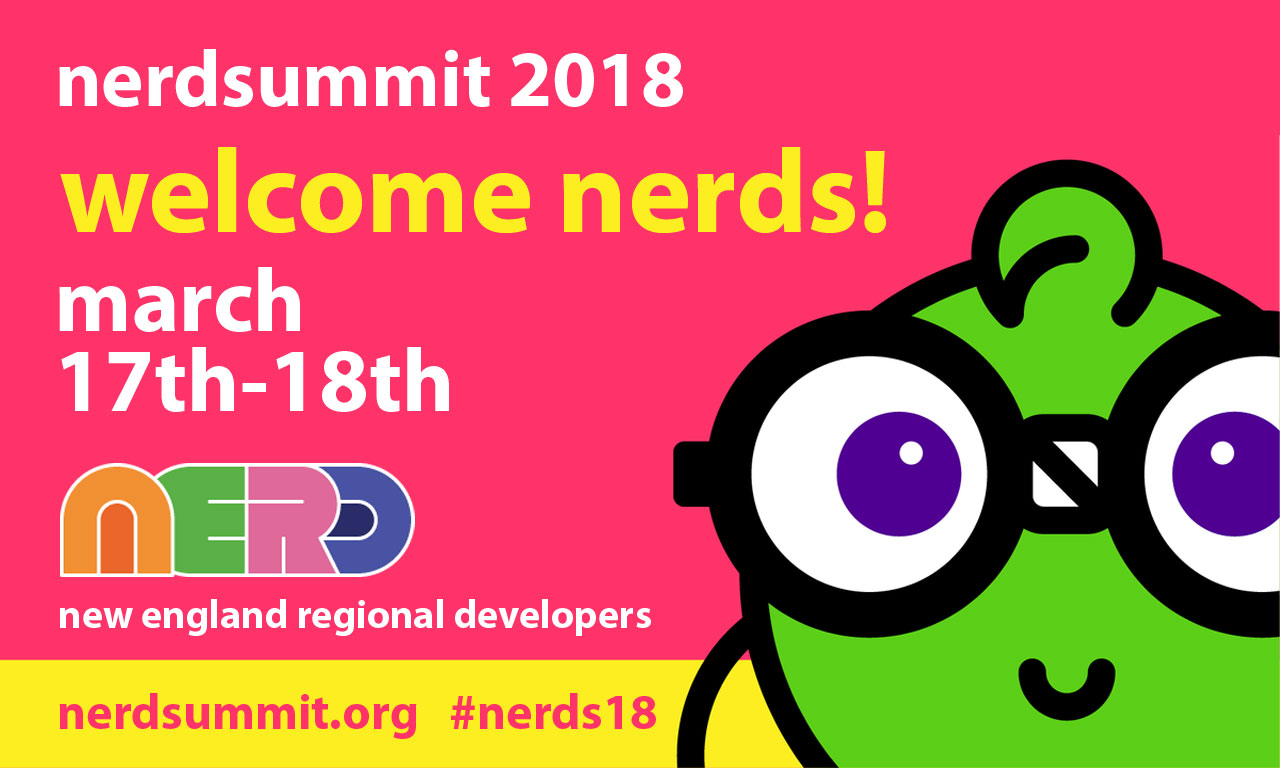 nerdsummit 2018
welcome nerds!
march
17th-18th
NERD
new england regional developers
nerdsummit.org #nerds18